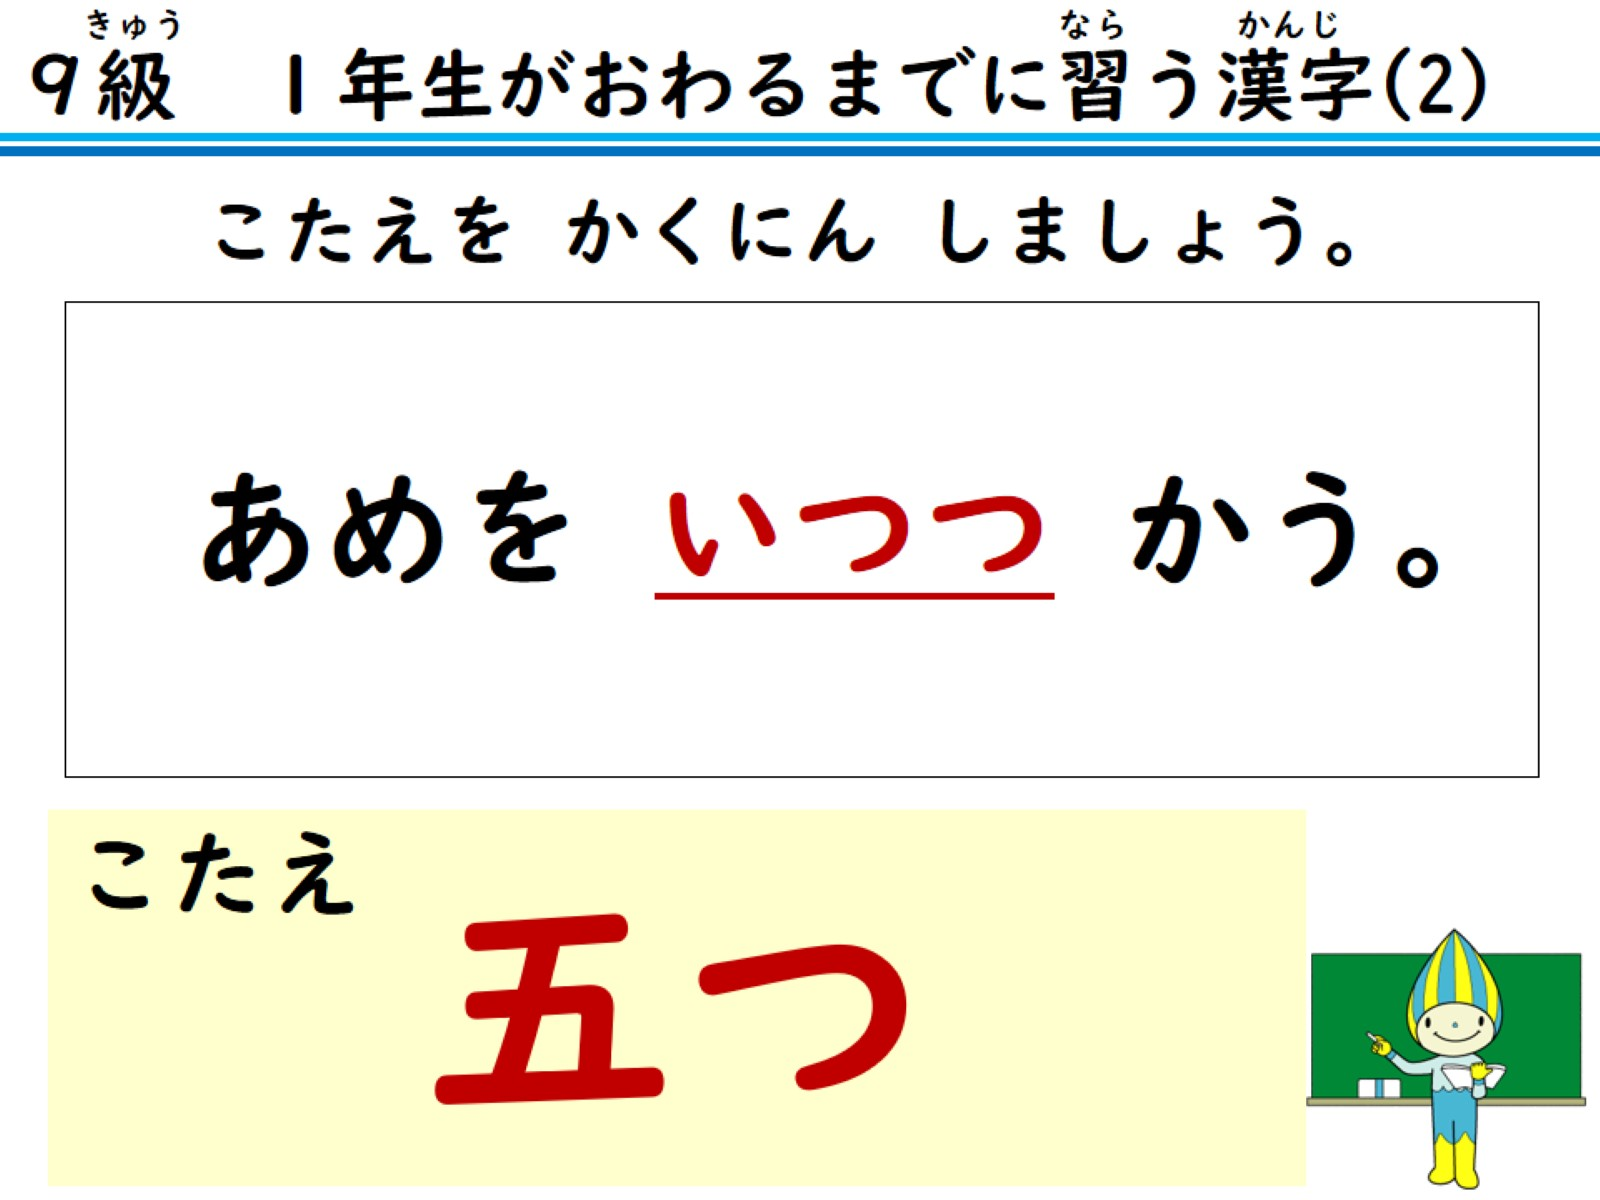 きゅう なら かんじ
９級 １年生がおわるまでに習う漢字(2)
こたえを かくにん しましょう。
あめを いつつ かう。
こたえ
五つ